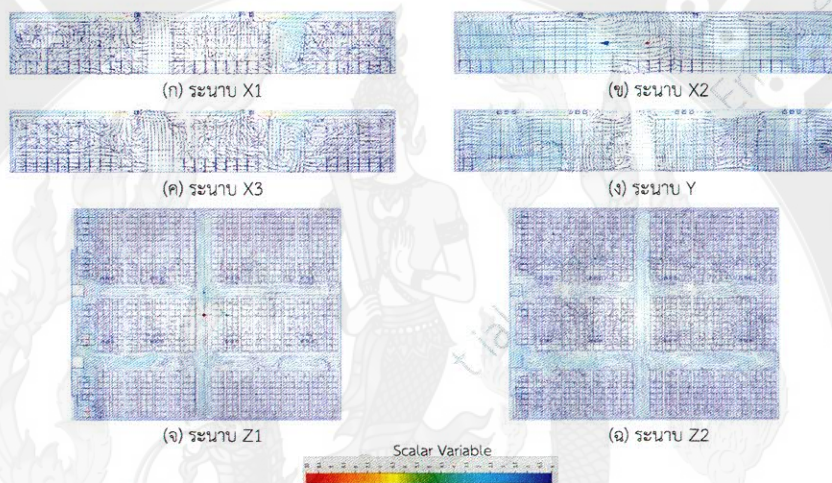 (ก) ระนาบ X1
(ข) ระนาบ X2
(ค) ระนาบ X3
(ง) ระนาบ Y
(จ) ระนาบ Z1
(ฉ) ระนาบ Z2
Scalar Variable